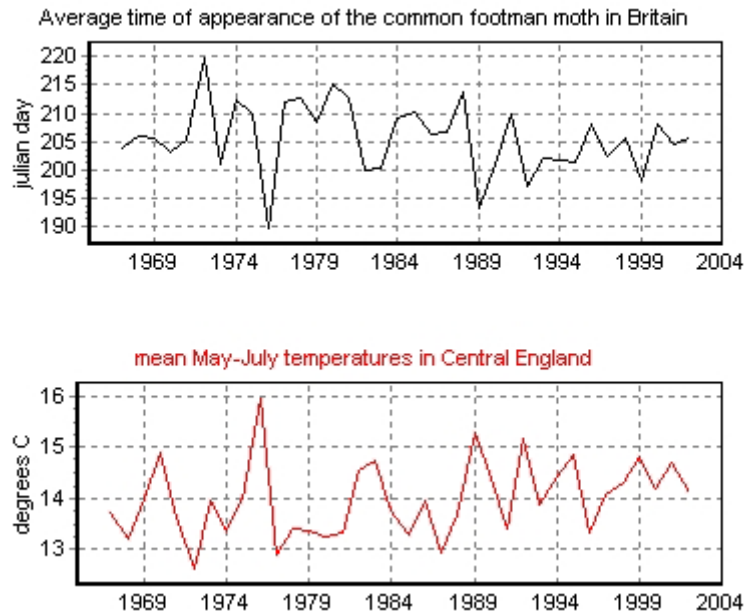 Average time of appearance of the common footman moth in Britain
220
215
210
205
200
195
190
julian day
1969 1974 1979 1984 1989 1994 1999 2004
mean May-July temperatures in Central England
16
15
14
13
degrees C
1969 1974 1979 1984 1989 1994 1999 2004